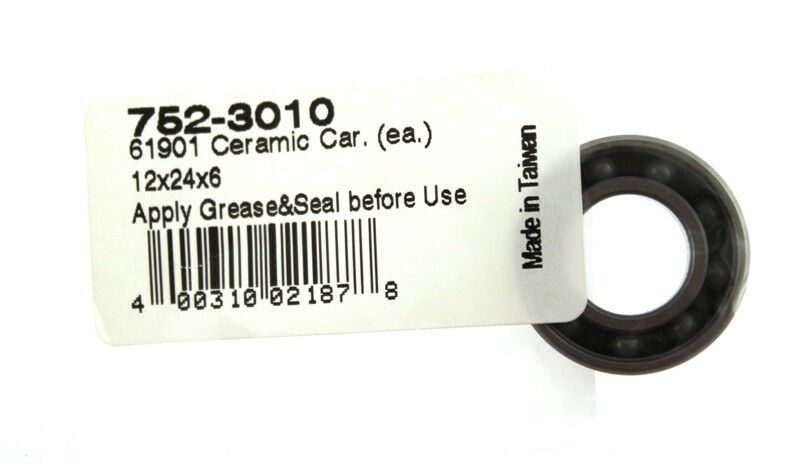 752-3010
61901 Ceramic Car. (ea.)
12x24x6
Apply Grease&Seal before Use
4 00310 02187 8
Made in Taiwan